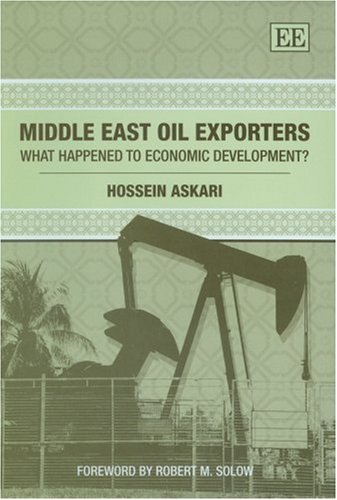 EE
MIDDLE EAST OIL EXPORTERS
WHAT HAPPENED TO ECONOMIC DEVELOPMENT?
HOSSEIN ASKARI
FOREWORD BY ROBERT M. SOLOW